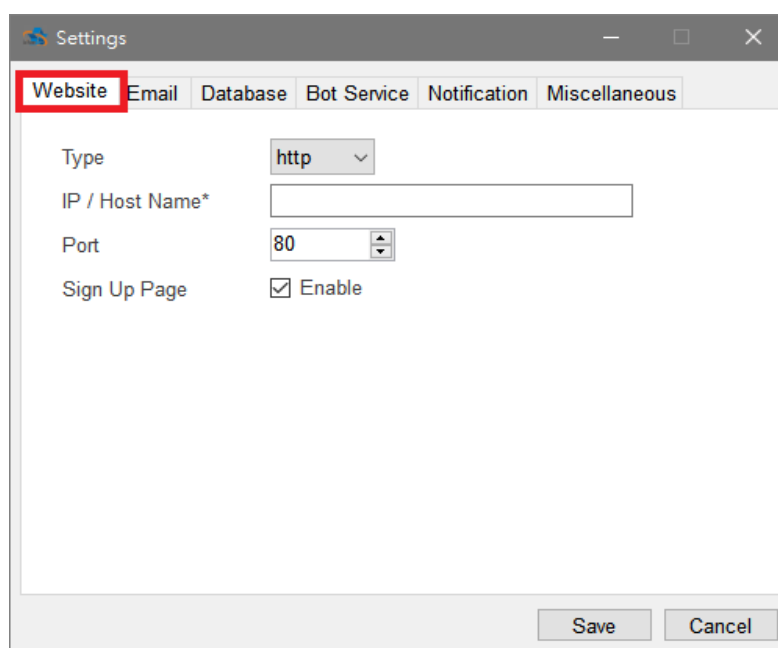 Settings
Website Email Database Bot Service Notification Miscellaneous
Type http
IP / Host Name*
Port 80
Sign Up Page Enable
Save Cancel